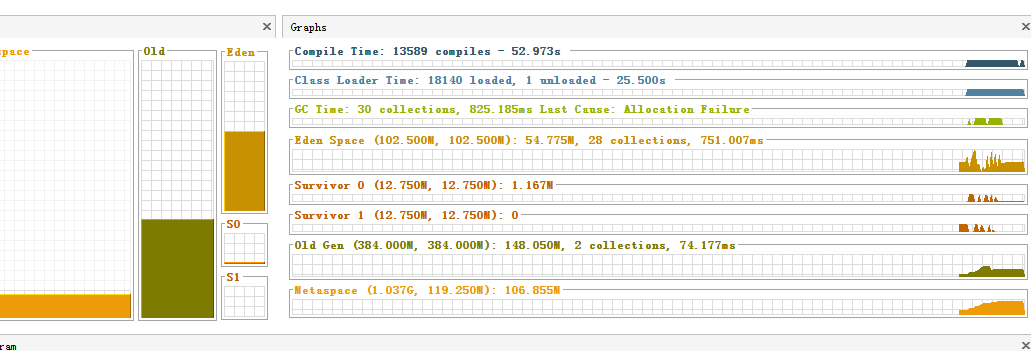 Graphs
space
Old
Eden
S0
S1
Compile Time: 13589 compiles - 52.973s
Class Loader Time: 18140 loaded, 1 unloaded - 25.500s
GC Time: 30 collections, 825.185ms Last Cause: Allocation Failure
Eden Space (102.500M, 102.500M): 54.775M, 28 collections, 751.007ms
Survivor 0 (12.750M, 12.750M): 1.167M
Survivor 1 (12.750M, 12.750M): 0
Old Gen (384.000M, 384.000M): 148.050M, 2 collections, 74.177ms
Metaspace (1.037G, 119.250M): 106.855M
ram